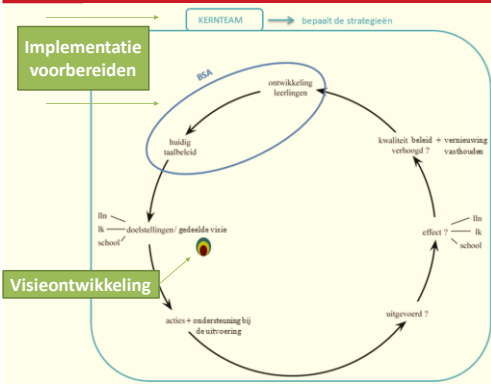 KERNTEAM
bepaalt de strategieën
Implementatie
voorbereiden
BSA
ontwikkeling
leerlingen
huidig
taalbeleid
kwaliteit beleid + vernieuwing
verhoogd ? vasthouden
lln
lk doelstellingen/ gedeelde visie
school
lln
effect ? lk
school
Visieontwikkeling
acties + ondersteuning bij
de uitvoering
uitgevoerd ?